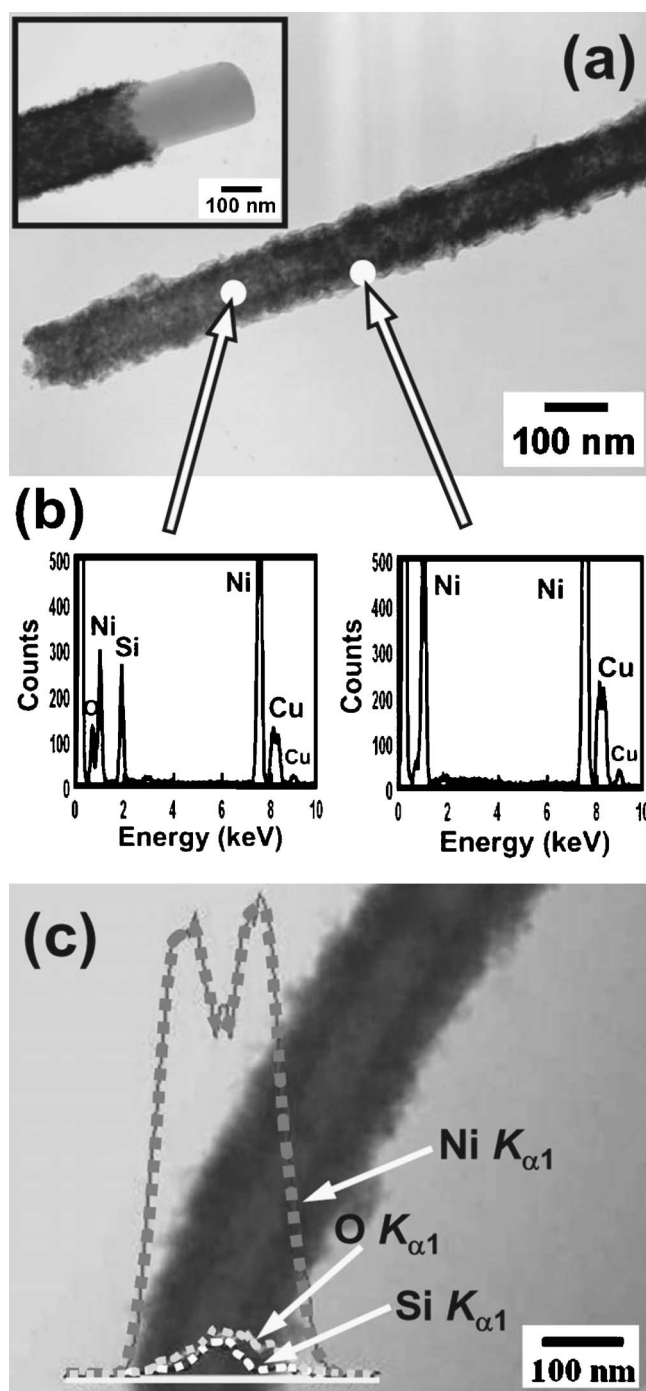 (a)
100 nm
100 nm
(b)
500
400
300
200
100
0
Counts
O
Ni
Si
Ni
Cu
Cu
0 2 4 6 8 10
Energy (keV)
500
400
300
200
100
0
Counts
Ni
Ni
Cu
Cu
0 2 4 6 8 10
Energy (keV)
(c)
Ni Kα1
O Kα1
Si Kα1
100 nm